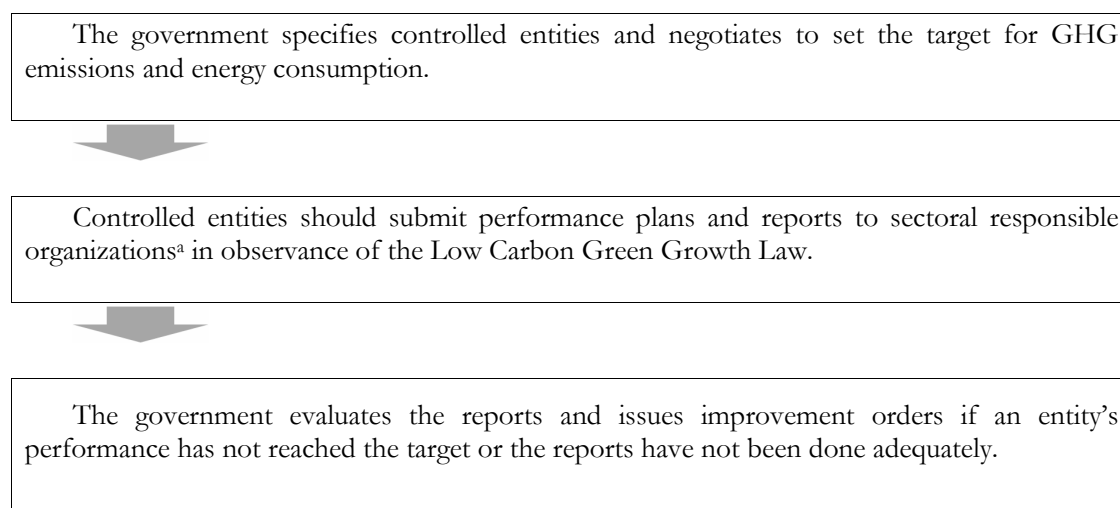 The government specifies controlled entities and negotiates to set the target for GHG
emissions and energy consumption.
Controlled entities should submit performance plans and reports to sectoral responsible
organizationsᵃ in observance of the Low Carbon Green Growth Law.
The government evaluates the reports and issues improvement orders if an entity’s
performance has not reached the target or the reports have not been done adequately.